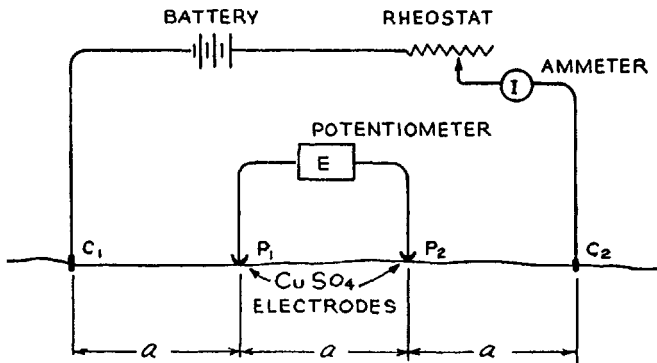 BATTERY
RHEOSTAT
AMMETER
I
POTENTIOMETER
E
C₁ P₁ P₂ C₂
CuSO₄
ELECTRODES
a a a